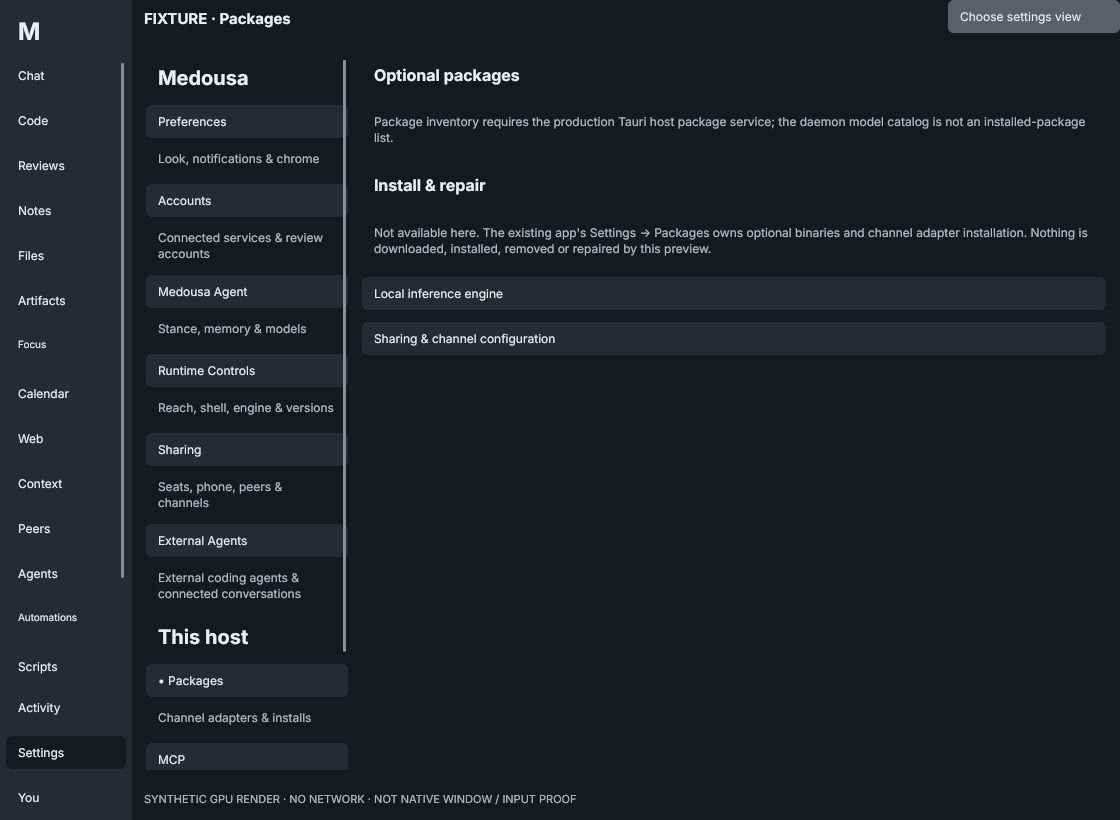 M
Chat
Code
Reviews
Notes
Files
Artifacts
Focus
Calendar
Web
Context
Peers
Agents
Automations
Scripts
Activity
Settings
You
FIXTURE · Packages
Choose settings view
Medousa
Preferences
Look, notifications & chrome
Accounts
Connected services & review
accounts
Medousa Agent
Stance, memory & models
Runtime Controls
Reach, shell, engine & versions
Sharing
Seats, phone, peers &
channels
External Agents
External coding agents &
connected conversations
This host
• Packages
Channel adapters & installs
MCP
Optional packages
Package inventory requires the production Tauri host package service; the daemon model catalog is not an installed-package
list.
Install & repair
Not available here. The existing app's Settings → Packages owns optional binaries and channel adapter installation. Nothing is
downloaded, installed, removed or repaired by this preview.
Local inference engine
Sharing & channel configuration
SYNTHETIC GPU RENDER · NO NETWORK · NOT NATIVE WINDOW / INPUT PROOF